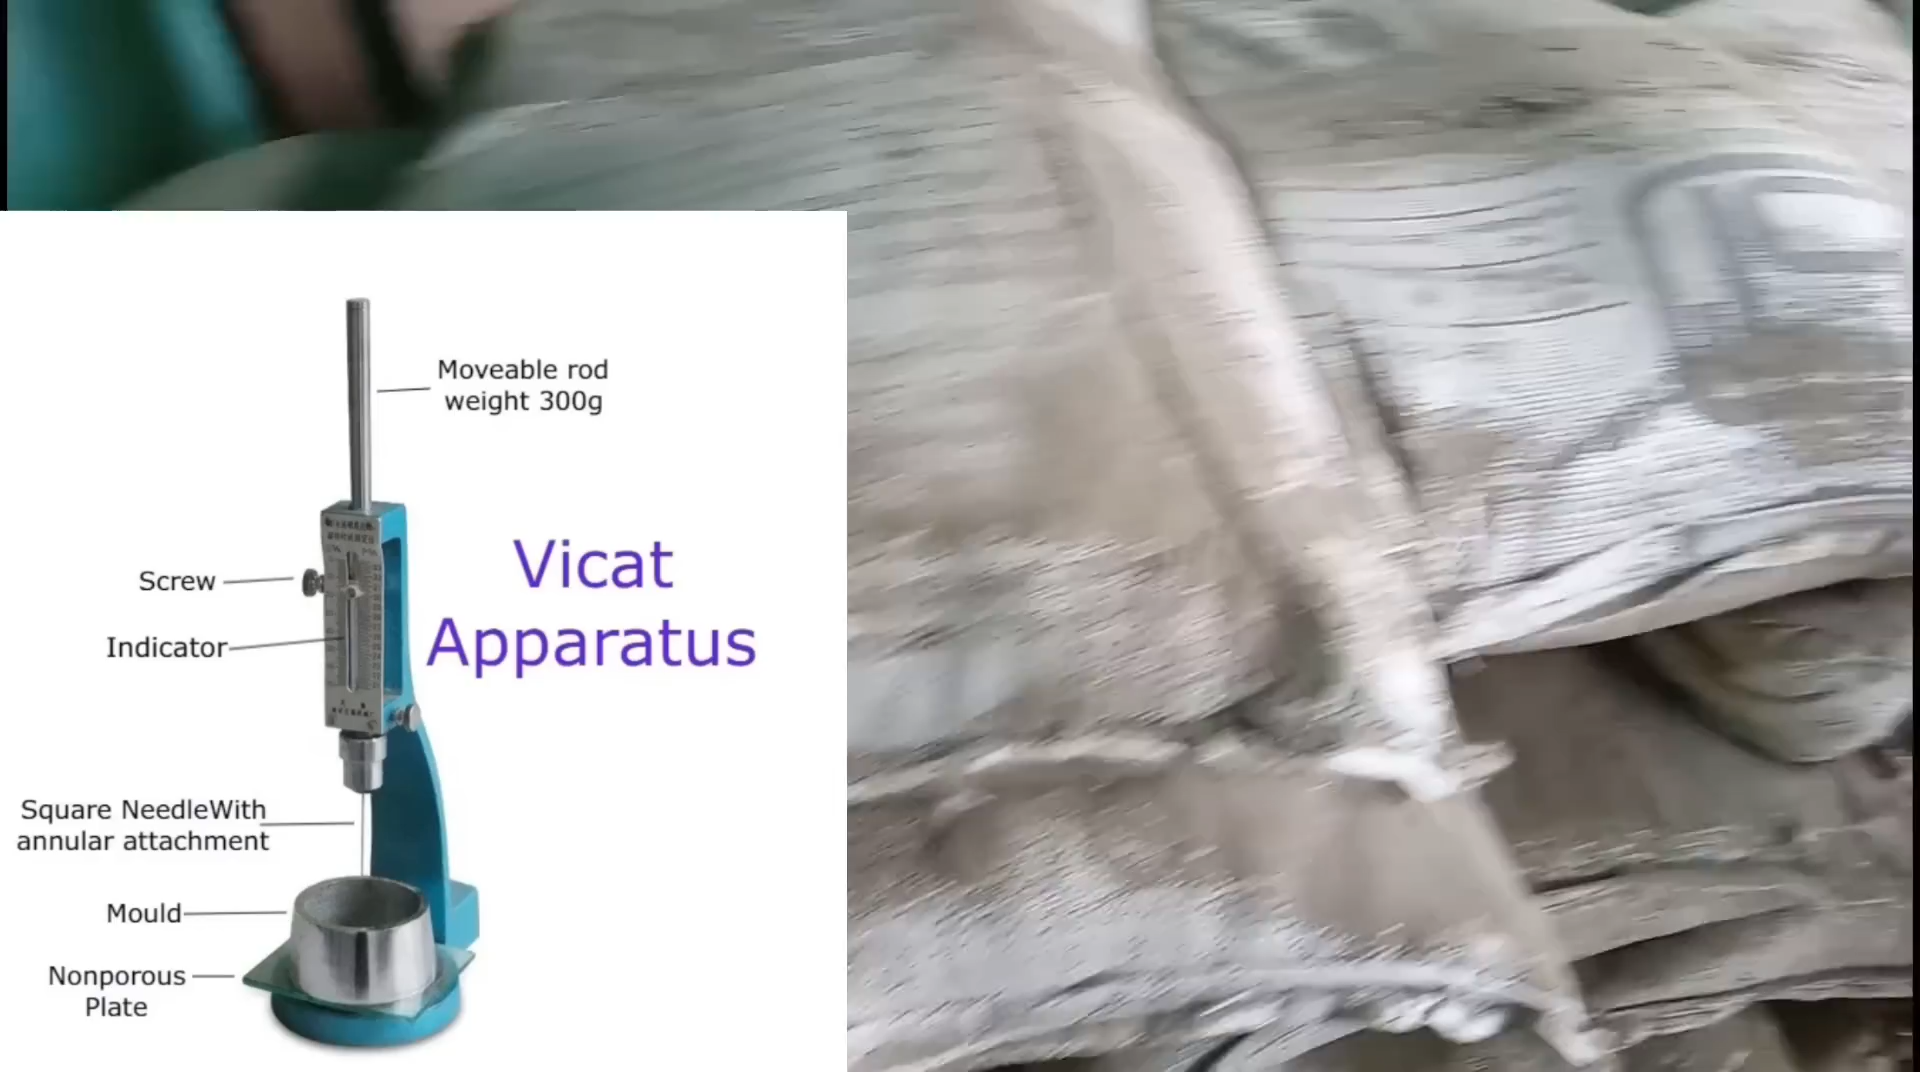 Moveable rod
weight 300g
Screw
Indicator
Vicat
Apparatus
Square NeedleWith
annular attachment
Mould
Nonporous
Plate